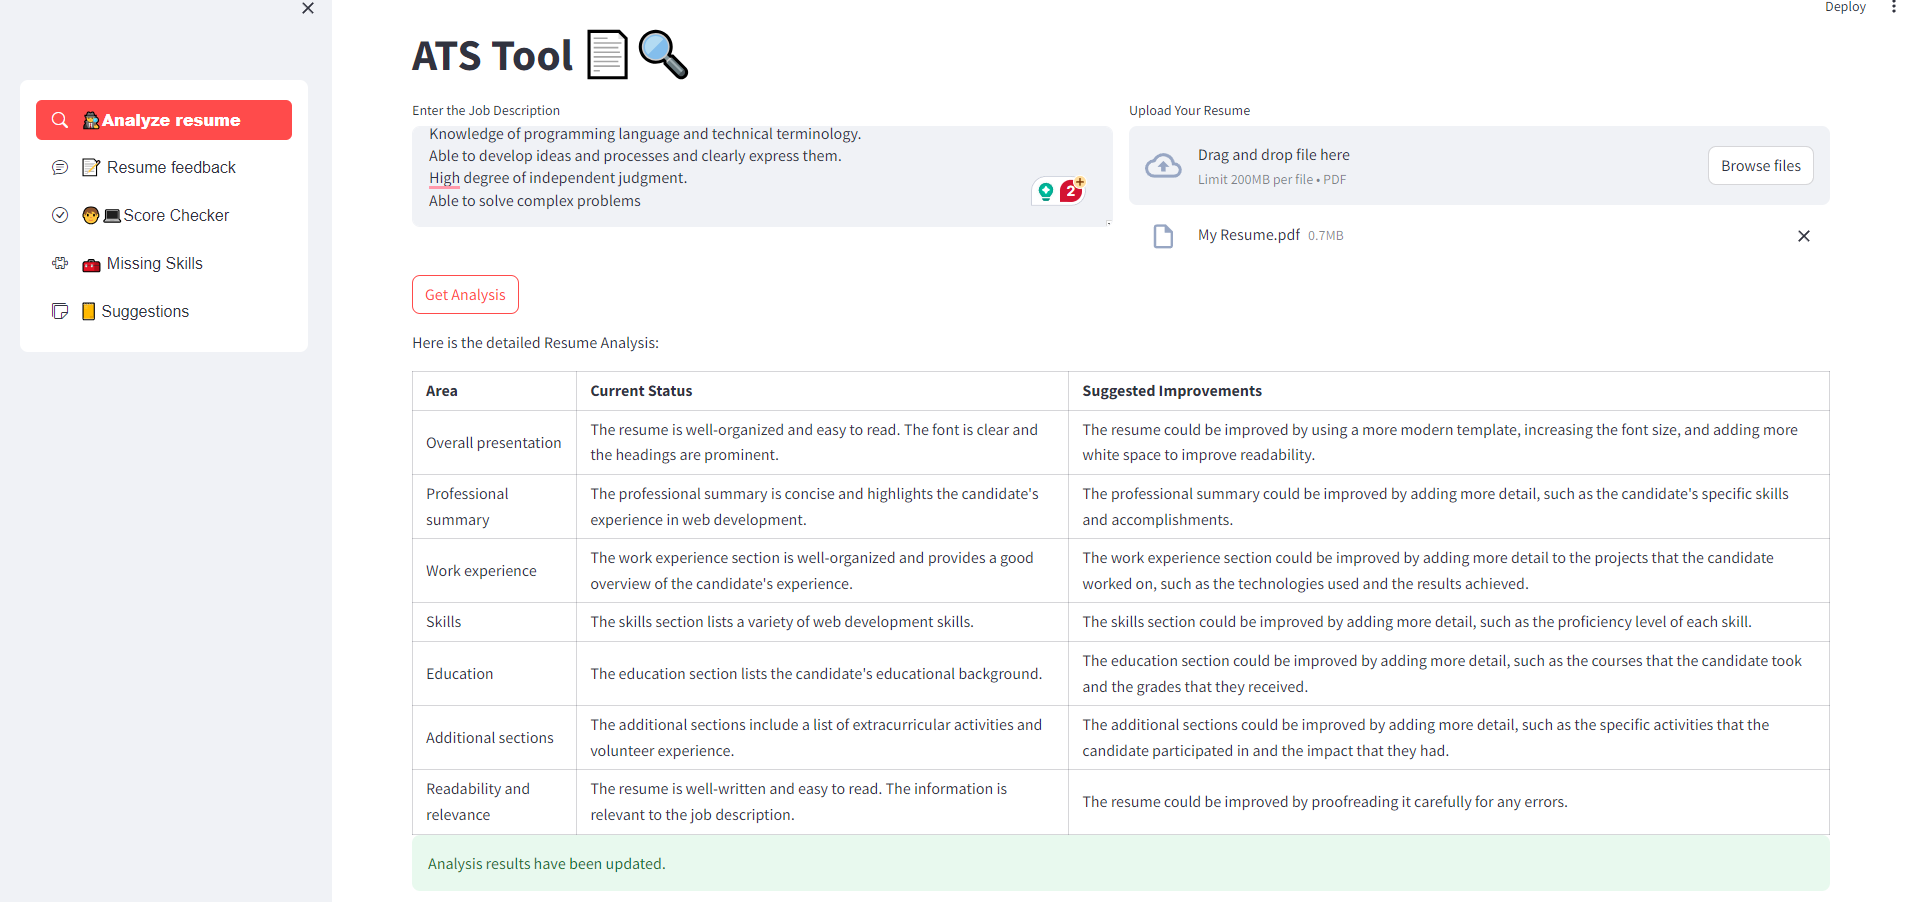 Deploy
Analyze resume
Resume feedback
Score Checker
Missing Skills
Suggestions
ATS Tool
Enter the Job Description
Knowledge of programming language and technical terminology.
Able to develop ideas and processes and clearly express them.
High degree of independent judgment.
Able to solve complex problems
2
Upload Your Resume
Drag and drop file here
Limit 200MB per file • PDF
Browse files
My Resume.pdf 0.7MB
Get Analysis
Here is the detailed Resume Analysis:
Area Current Status Suggested Improvements
Overall presentation
The resume is well-organized and easy to read. The font is clear and
the headings are prominent.
The resume could be improved by using a more modern template, increasing the font size, and adding more
white space to improve readability.
Professional
summary
The professional summary is concise and highlights the candidate's
experience in web development.
The professional summary could be improved by adding more detail, such as the candidate's specific skills
and accomplishments.
Work experience
The work experience section is well-organized and provides a good
overview of the candidate's experience.
The work experience section could be improved by adding more detail to the projects that the candidate
worked on, such as the technologies used and the results achieved.
Skills
The skills section lists a variety of web development skills.
The skills section could be improved by adding more detail, such as the proficiency level of each skill.
Education
The education section lists the candidate's educational background.
The education section could be improved by adding more detail, such as the courses that the candidate took
and the grades that they received.
Additional sections
The additional sections include a list of extracurricular activities and
volunteer experience.
The additional sections could be improved by adding more detail, such as the specific activities that the
candidate participated in and the impact that they had.
Readability and
relevance
The resume is well-written and easy to read. The information is
relevant to the job description.
The resume could be improved by proofreading it carefully for any errors.
Analysis results have been updated.